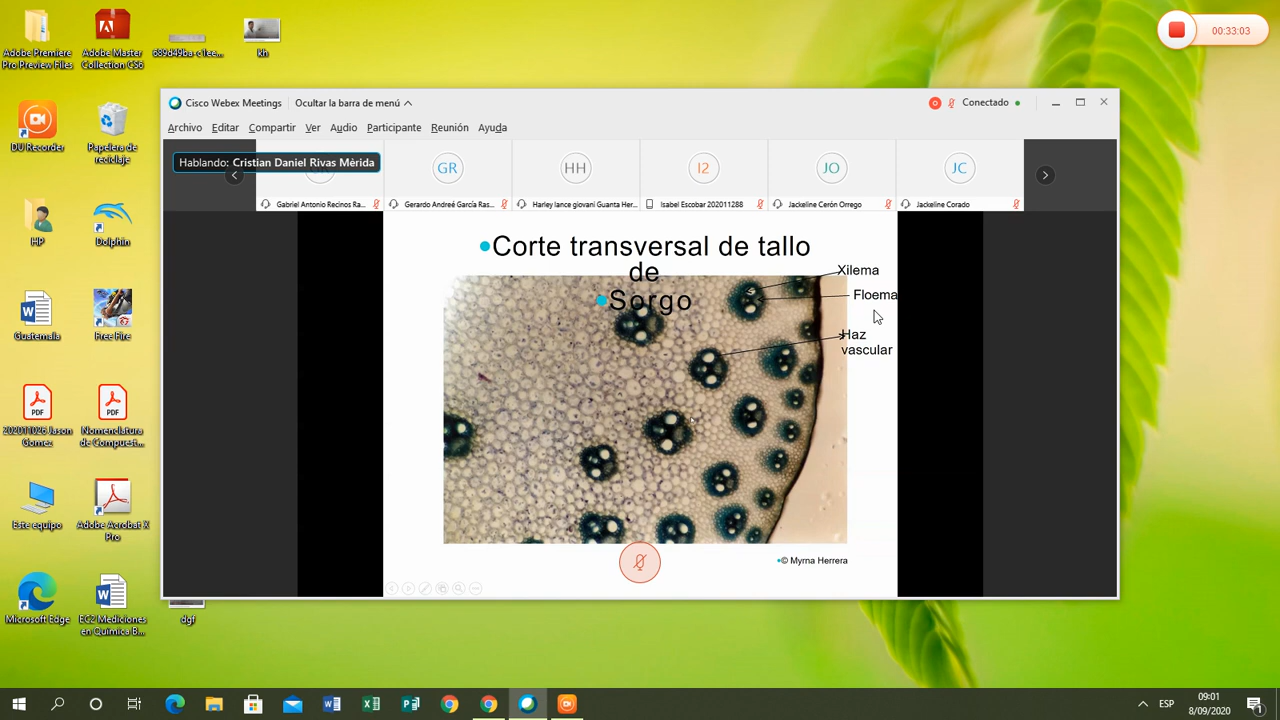 Adobe Premiere
Pro Preview Files
Adobe Master
Collection CS6
kh
00:33:03
DU Recorder
Papelera de
reciclaje
HP
Dolphin
Guatemala
Free Fire
Gomez
Nomenclatura
de Compuest...
Este equipo
Adobe Acrobat X
Pro
Microsoft Edge
EC2 Mediciones
en Química B...
dgf
Cisco Webex Meetings
Ocultar la barra de menú
Conectado
Archivo Editar Compartir Ver Audio Participante Reunión Ayuda
Hablando: Cristian Daniel Rivas Mérida
GR
HH
I2
JO
JC
Gabriel Antonio Recinos Ra...
Gerardo Andreé García Ras...
Harley lance giovani Guanta Her...
Isabel Escobar 202011288
Jackeline Cerón Orrego
Jackeline Corado
•Corte transversal de tallo
de
•Sorgo
Xilema
Floema
Haz
vascular
•© Myrna Herrera
ESP
09:01
8/09/2020
1